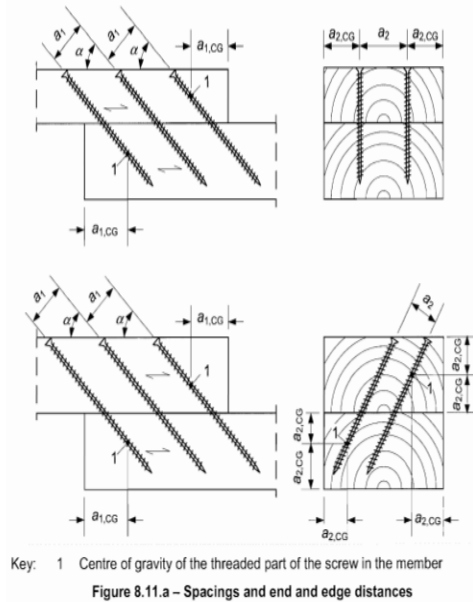 a₁
a₁
α
α
a₁,CG
1
1
a₁,CG
a₂,CG
a₂
a₂,CG
a₁
a₁
α
α
a₁,CG
1
1
a₁,CG
a₂
1
1
a₂,CG
a₂,CG
a₂,CG
a₂,CG
a₂,CG
a₂,CG
Key: 1 Centre of gravity of the threaded part of the screw in the member
Figure 8.11.a – Spacings and end and edge distances